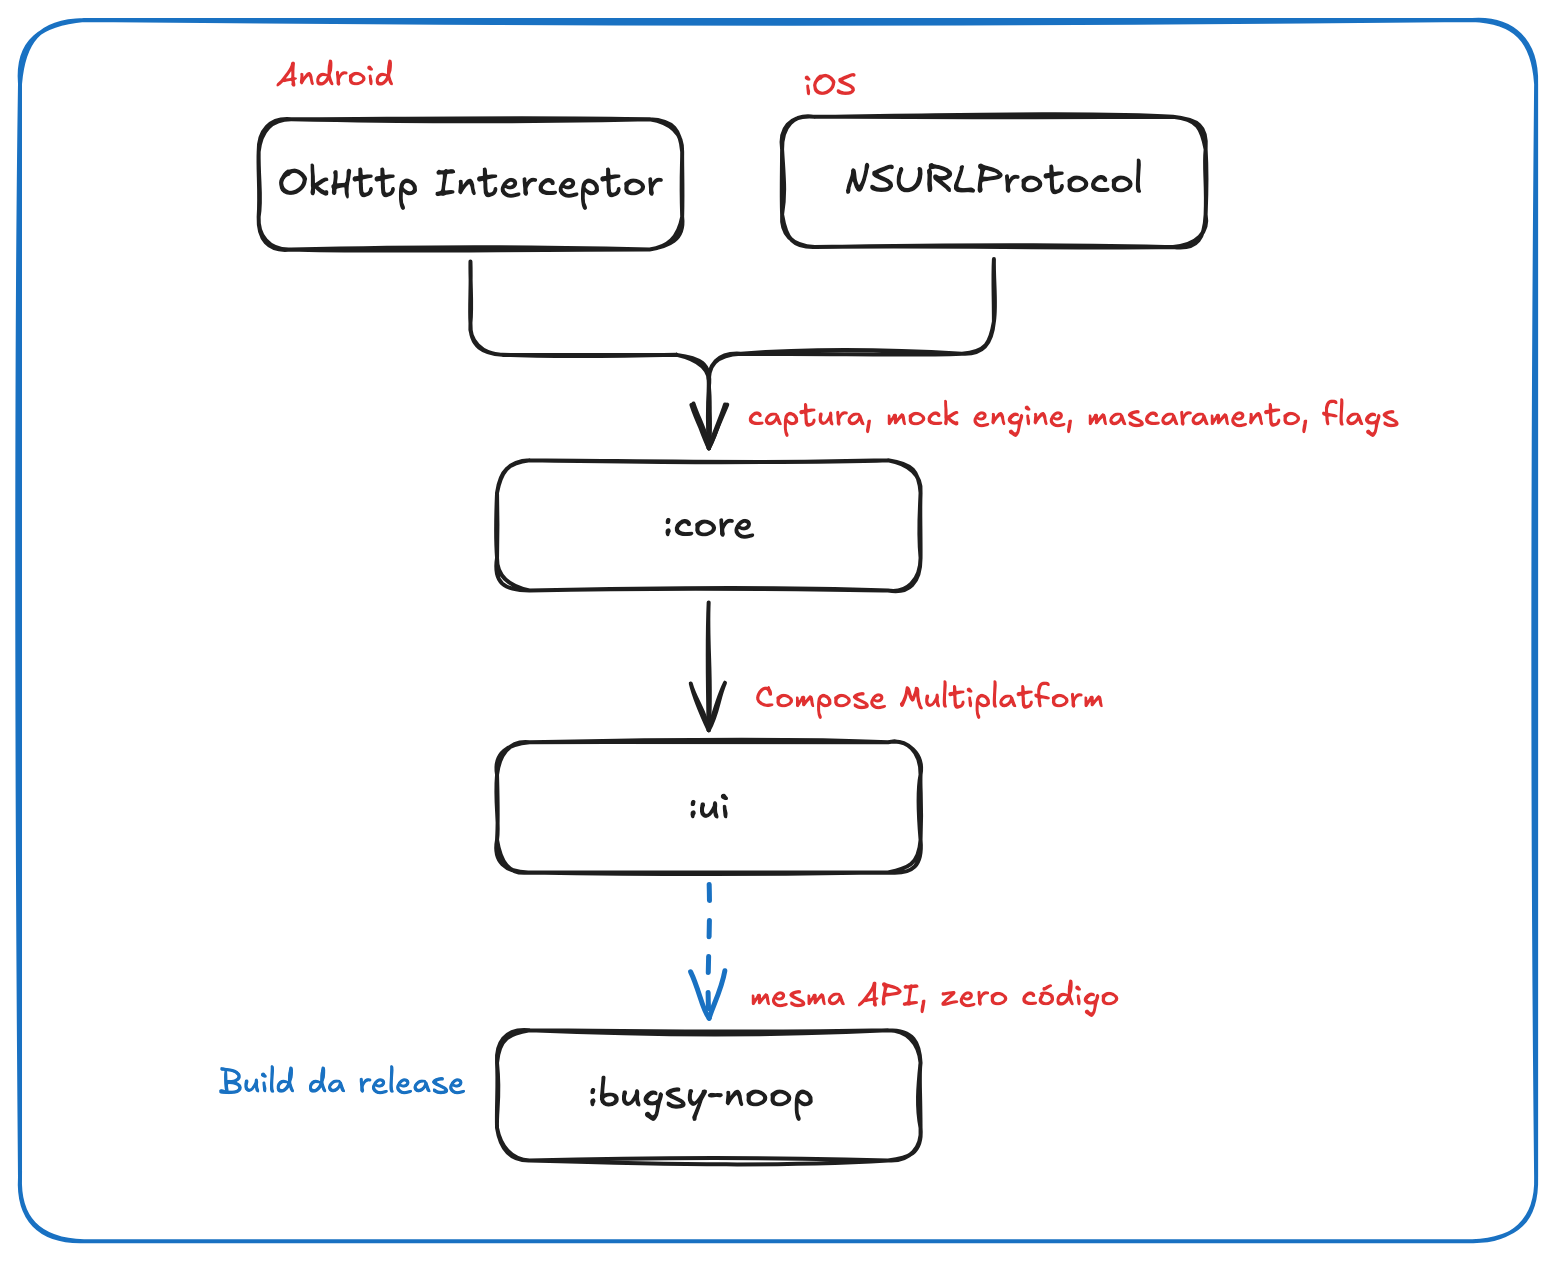 Android
iOS
OkHttp Interceptor
NSURLProtocol
captura, mock engine, mascaramento, flags
:core
Compose Multiplatform
:ui
mesma API, zero código
Build da release
:bugsy-noop